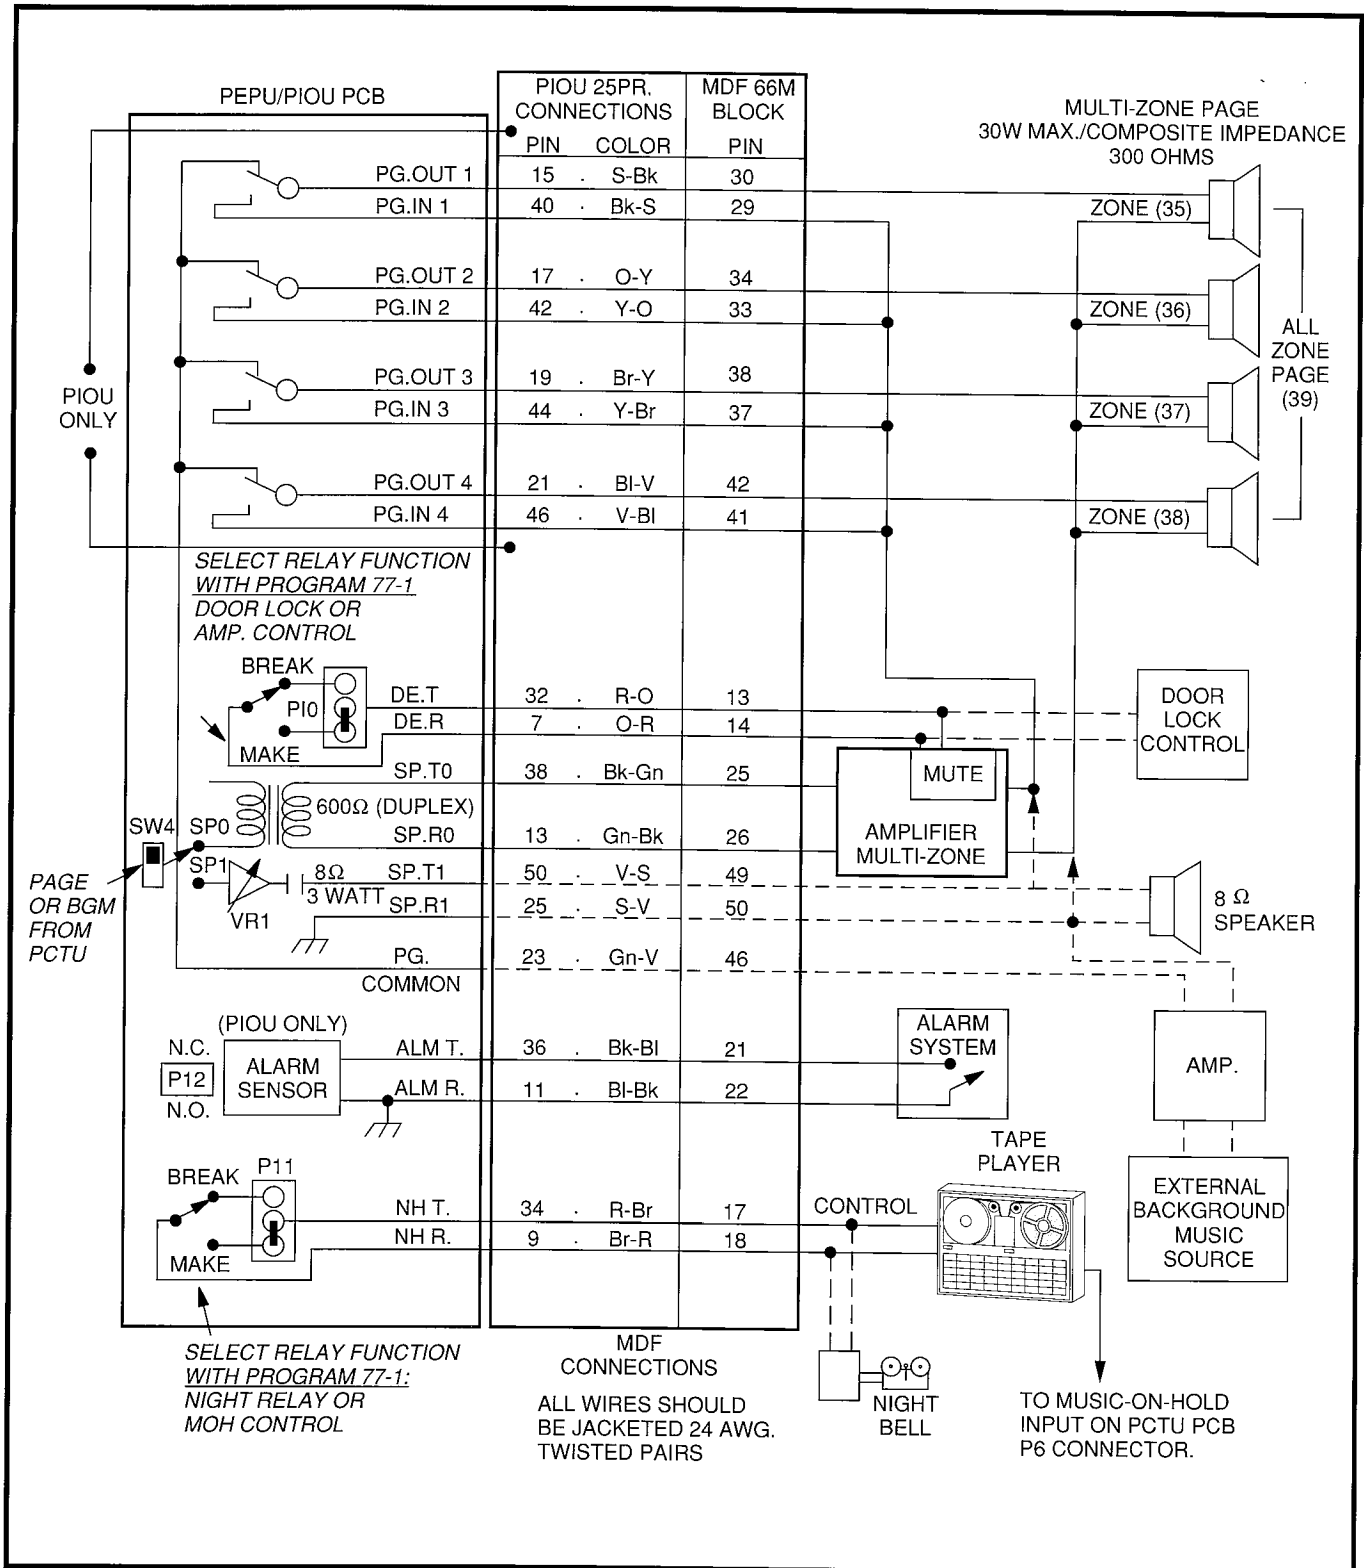 PEPU/PIOU PCB
PIOU 25PR.
CONNECTIONS
PIN COLOR
MDF 66M
BLOCK
PIN
MULTI-ZONE PAGE
30W MAX./COMPOSITE IMPEDANCE
300 OHMS
PG.OUT 1 15 . S-Bk 30
PG.IN 1 40 . Bk-S 29 ZONE (35)
PG.OUT 2 17 . O-Y 34
PG.IN 2 42 . Y-O 33 ZONE (36)
PG.OUT 3 19 . Br-Y 38
PG.IN 3 44 . Y-Br 37 ZONE (37)
PG.OUT 4 21 . Bl-V 42
PG.IN 4 46 . V-Bl 41 ZONE (38)
ALL
ZONE
PAGE
(39)
PIOU
ONLY
SELECT RELAY FUNCTION
WITH PROGRAM 77-1
DOOR LOCK OR
AMP. CONTROL
BREAK
PI0
MAKE
DE.T 32 . R-O 13
DE.R 7 . O-R 14
DOOR
LOCK
CONTROL
SP.T0 38 . Bk-Gn 25
MUTE
600Ω (DUPLEX)
SP.R0 13 . Gn-Bk 26
AMPLIFIER
MULTI-ZONE
SW4 SP0
SP1
8Ω
3 WATT
VR1
SP.T1 50 . V-S 49
SP.R1 25 . S-V 50
8 Ω
SPEAKER
PAGE
OR BGM
FROM
PCTU
PG. 23 . Gn-V 46
COMMON
(PIOU ONLY)
N.C.
P12
N.O.
ALARM
SENSOR
ALM T. 36 . Bk-Bl 21
ALM R. 11 . Bl-Bk 22
ALARM
SYSTEM
AMP.
BREAK P11
MAKE
NH T. 34 . R-Br 17
NH R. 9 . Br-R 18
CONTROL
TAPE
PLAYER
EXTERNAL
BACKGROUND
MUSIC
SOURCE
SELECT RELAY FUNCTION
WITH PROGRAM 77-1:
NIGHT RELAY OR
MOH CONTROL
MDF
CONNECTIONS
ALL WIRES SHOULD
BE JACKETED 24 AWG.
TWISTED PAIRS
NIGHT
BELL
TO MUSIC-ON-HOLD
INPUT ON PCTU PCB
P6 CONNECTOR.